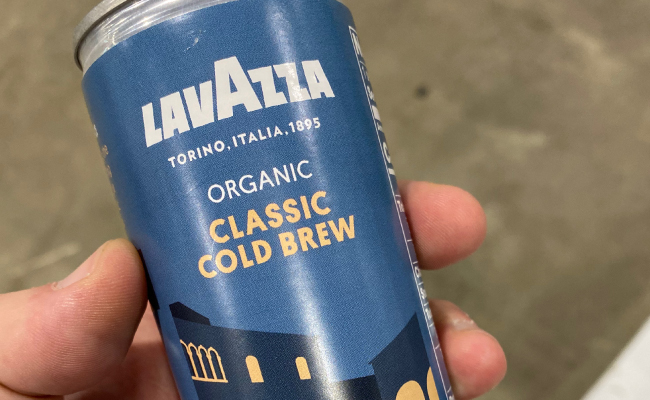 LAVAZZA
TORINO, ITALIA, 1895
ORGANIC
CLASSIC
COLD BREW